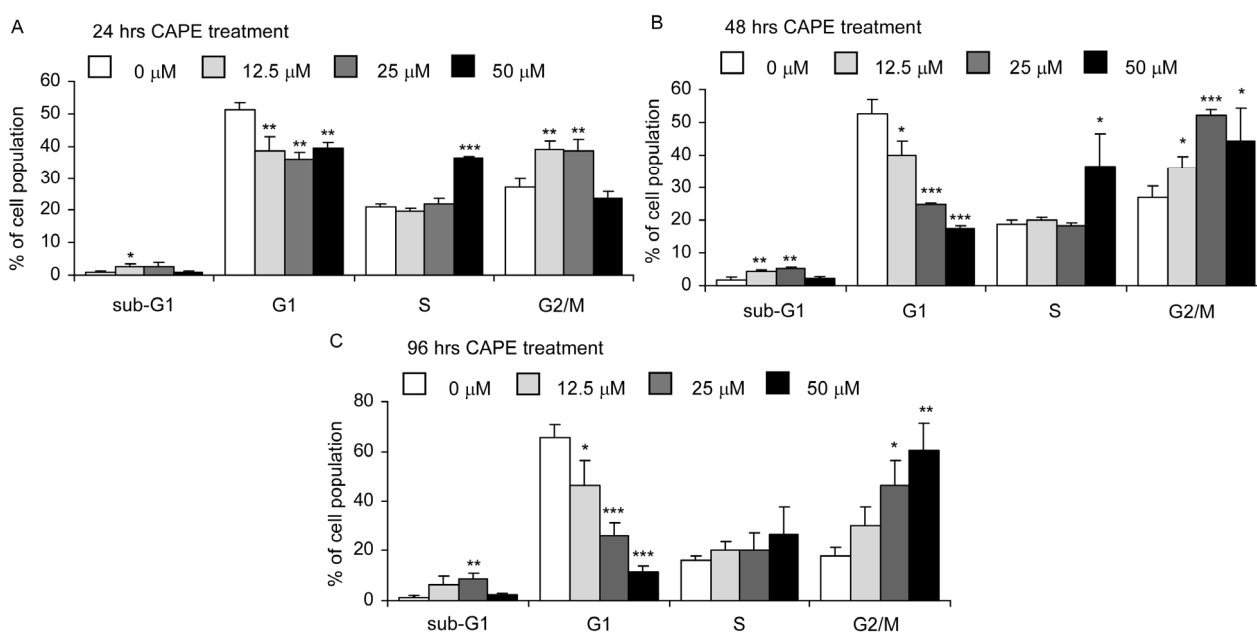 A
24 hrs CAPE treatment
0 μM 12.5 μM 25 μM 50 μM
% of cell population
60
50
40
30
20
10
0
*
** ** **
***
** **
sub-G1 G1 S G2/M
B
48 hrs CAPE treatment
0 μM 12.5 μM 25 μM 50 μM
% of cell population
60
50
40
30
20
10
0
** **
* *** ***
*
* *** *
sub-G1 G1 S G2/M
C
96 hrs CAPE treatment
0 μM 12.5 μM 25 μM 50 μM
% of cell population
80
60
40
20
0
**
* *** ***
* **
sub-G1 G1 S G2/M